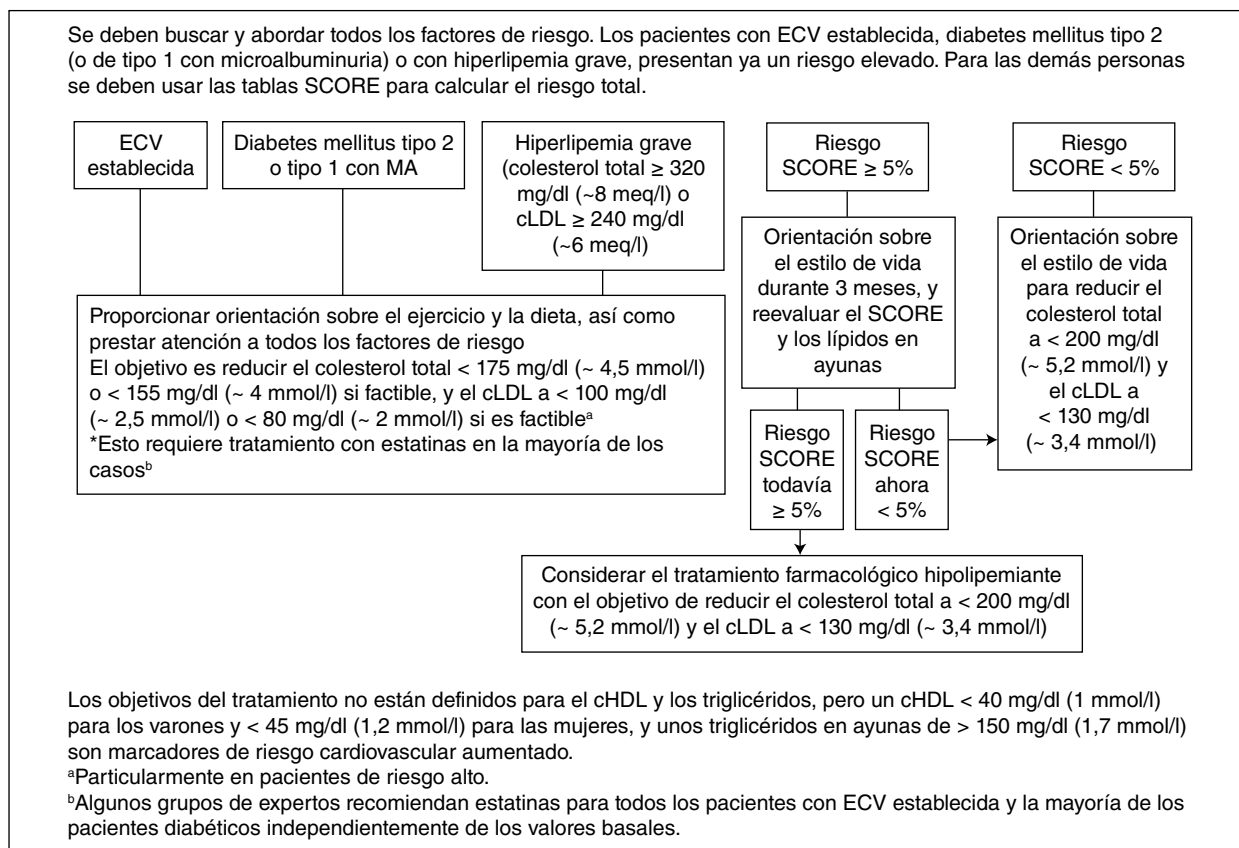 Se deben buscar y abordar todos los factores de riesgo. Los pacientes con ECV establecida, diabetes mellitus tipo 2
(o de tipo 1 con microalbuminuria) o con hiperlipemia grave, presentan ya un riesgo elevado. Para las demás personas
se deben usar las tablas SCORE para calcular el riesgo total.
ECV
establecida
Diabetes mellitus tipo 2
o tipo 1 con MA
Hiperlipemia grave
(colesterol total ≥ 320
mg/dl (~8 meq/l) o
cLDL ≥ 240 mg/dl
(~6 meq/l)
Riesgo
SCORE ≥ 5%
Riesgo
SCORE < 5%
Proporcionar orientación sobre el ejercicio y la dieta, así como
prestar atención a todos los factores de riesgo
El objetivo es reducir el colesterol total < 175 mg/dl (~ 4,5 mmol/l)
o < 155 mg/dl (~ 4 mmol/l) si factible, y el cLDL a < 100 mg/dl
(~ 2,5 mmol/l) o < 80 mg/dl (~ 2 mmol/l) si es factibleᵃ
*Esto requiere tratamiento con estatinas en la mayoría de los
casosᵇ
Orientación sobre
el estilo de vida
durante 3 meses, y
reevaluar el SCORE
y los lípidos en
ayunas
Orientación sobre
el estilo de vida
para reducir el
colesterol total
a < 200 mg/dl
(~ 5,2 mmol/l) y
el cLDL a
< 130 mg/dl
(~ 3,4 mmol/l)
Riesgo
SCORE
todavía
≥ 5%
Riesgo
SCORE
ahora
< 5%
Considerar el tratamiento farmacológico hipolipemiante
con el objetivo de reducir el colesterol total a < 200 mg/dl
(~ 5,2 mmol/l) y el cLDL a < 130 mg/dl (~ 3,4 mmol/l)
Los objetivos del tratamiento no están definidos para el cHDL y los triglicéridos, pero un cHDL < 40 mg/dl (1 mmol/l)
para los varones y < 45 mg/dl (1,2 mmol/l) para las mujeres, y unos triglicéridos en ayunas de > 150 mg/dl (1,7 mmol/l)
son marcadores de riesgo cardiovascular aumentado.
ᵃParticularmente en pacientes de riesgo alto.
ᵇAlgunos grupos de expertos recomiendan estatinas para todos los pacientes con ECV establecida y la mayoría de los
pacientes diabéticos independientemente de los valores basales.